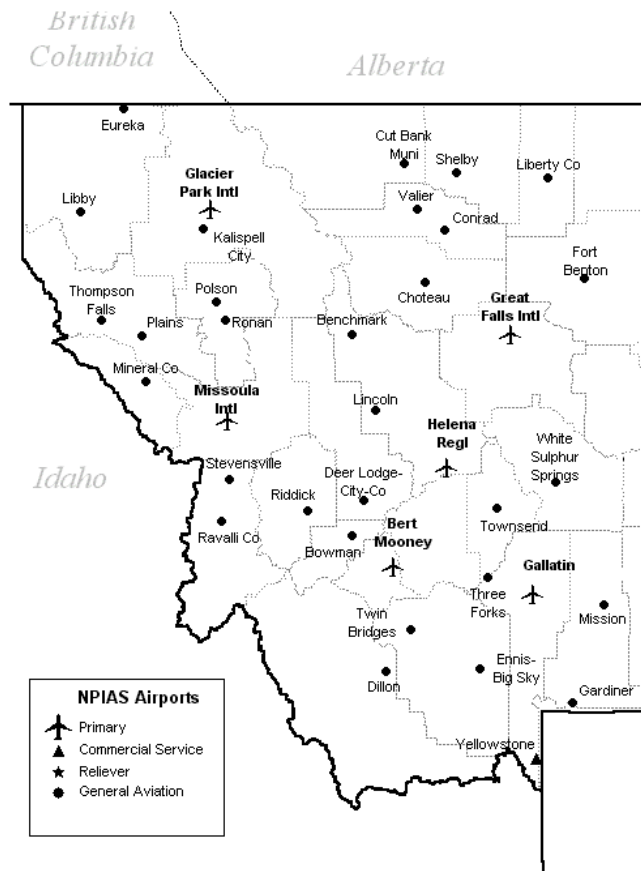 British
Columbia
Alberta
Eureka
Cut Bank
Muni
Shelby
Liberty Co
Glacier
Park Intl
Libby
Valier
Conrad
Kalispell
City
Fort
Benton
Thompson
Falls
Polson
Choteau
Great
Falls Intl
Plains
Ronan
Benchmark
Mineral Co
Missoula
Intl
Lincoln
Helena
Regl
White
Sulphur
Springs
Idaho
Stevensville
Riddick
Deer Lodge-
City-Co
Ravalli Co
Bowman
Bert
Mooney
Townsend
Gallatin
Three
Forks
Mission
Twin
Bridges
Dillon
Ennis-
Big Sky
Gardiner
Yellowstone
NPIAS Airports
Primary
Commercial Service
Reliever
General Aviation